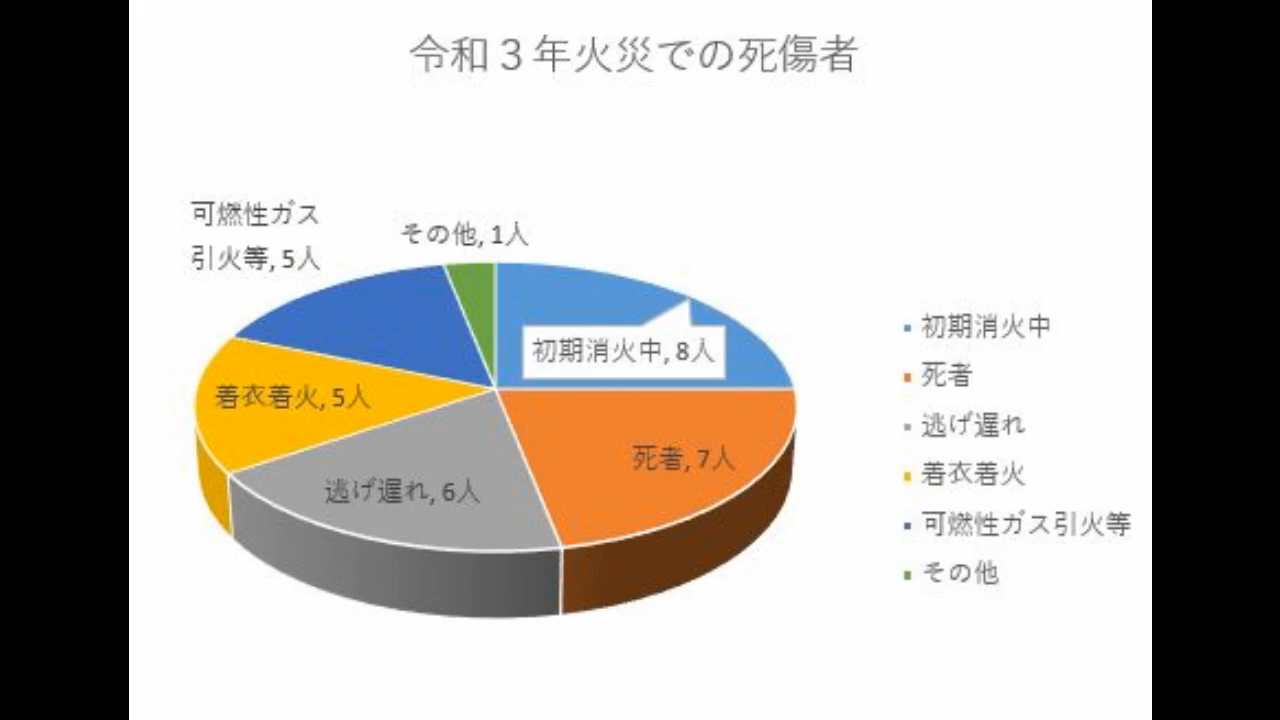 令和３年火災での死傷者
可燃性ガス
引火等, 5人
その他, 1人
初期消火中, 8人
着衣着火, 5人
死者, 7人
逃げ遅れ, 6人
初期消火中
死者
逃げ遅れ
着衣着火
可燃性ガス引火等
その他